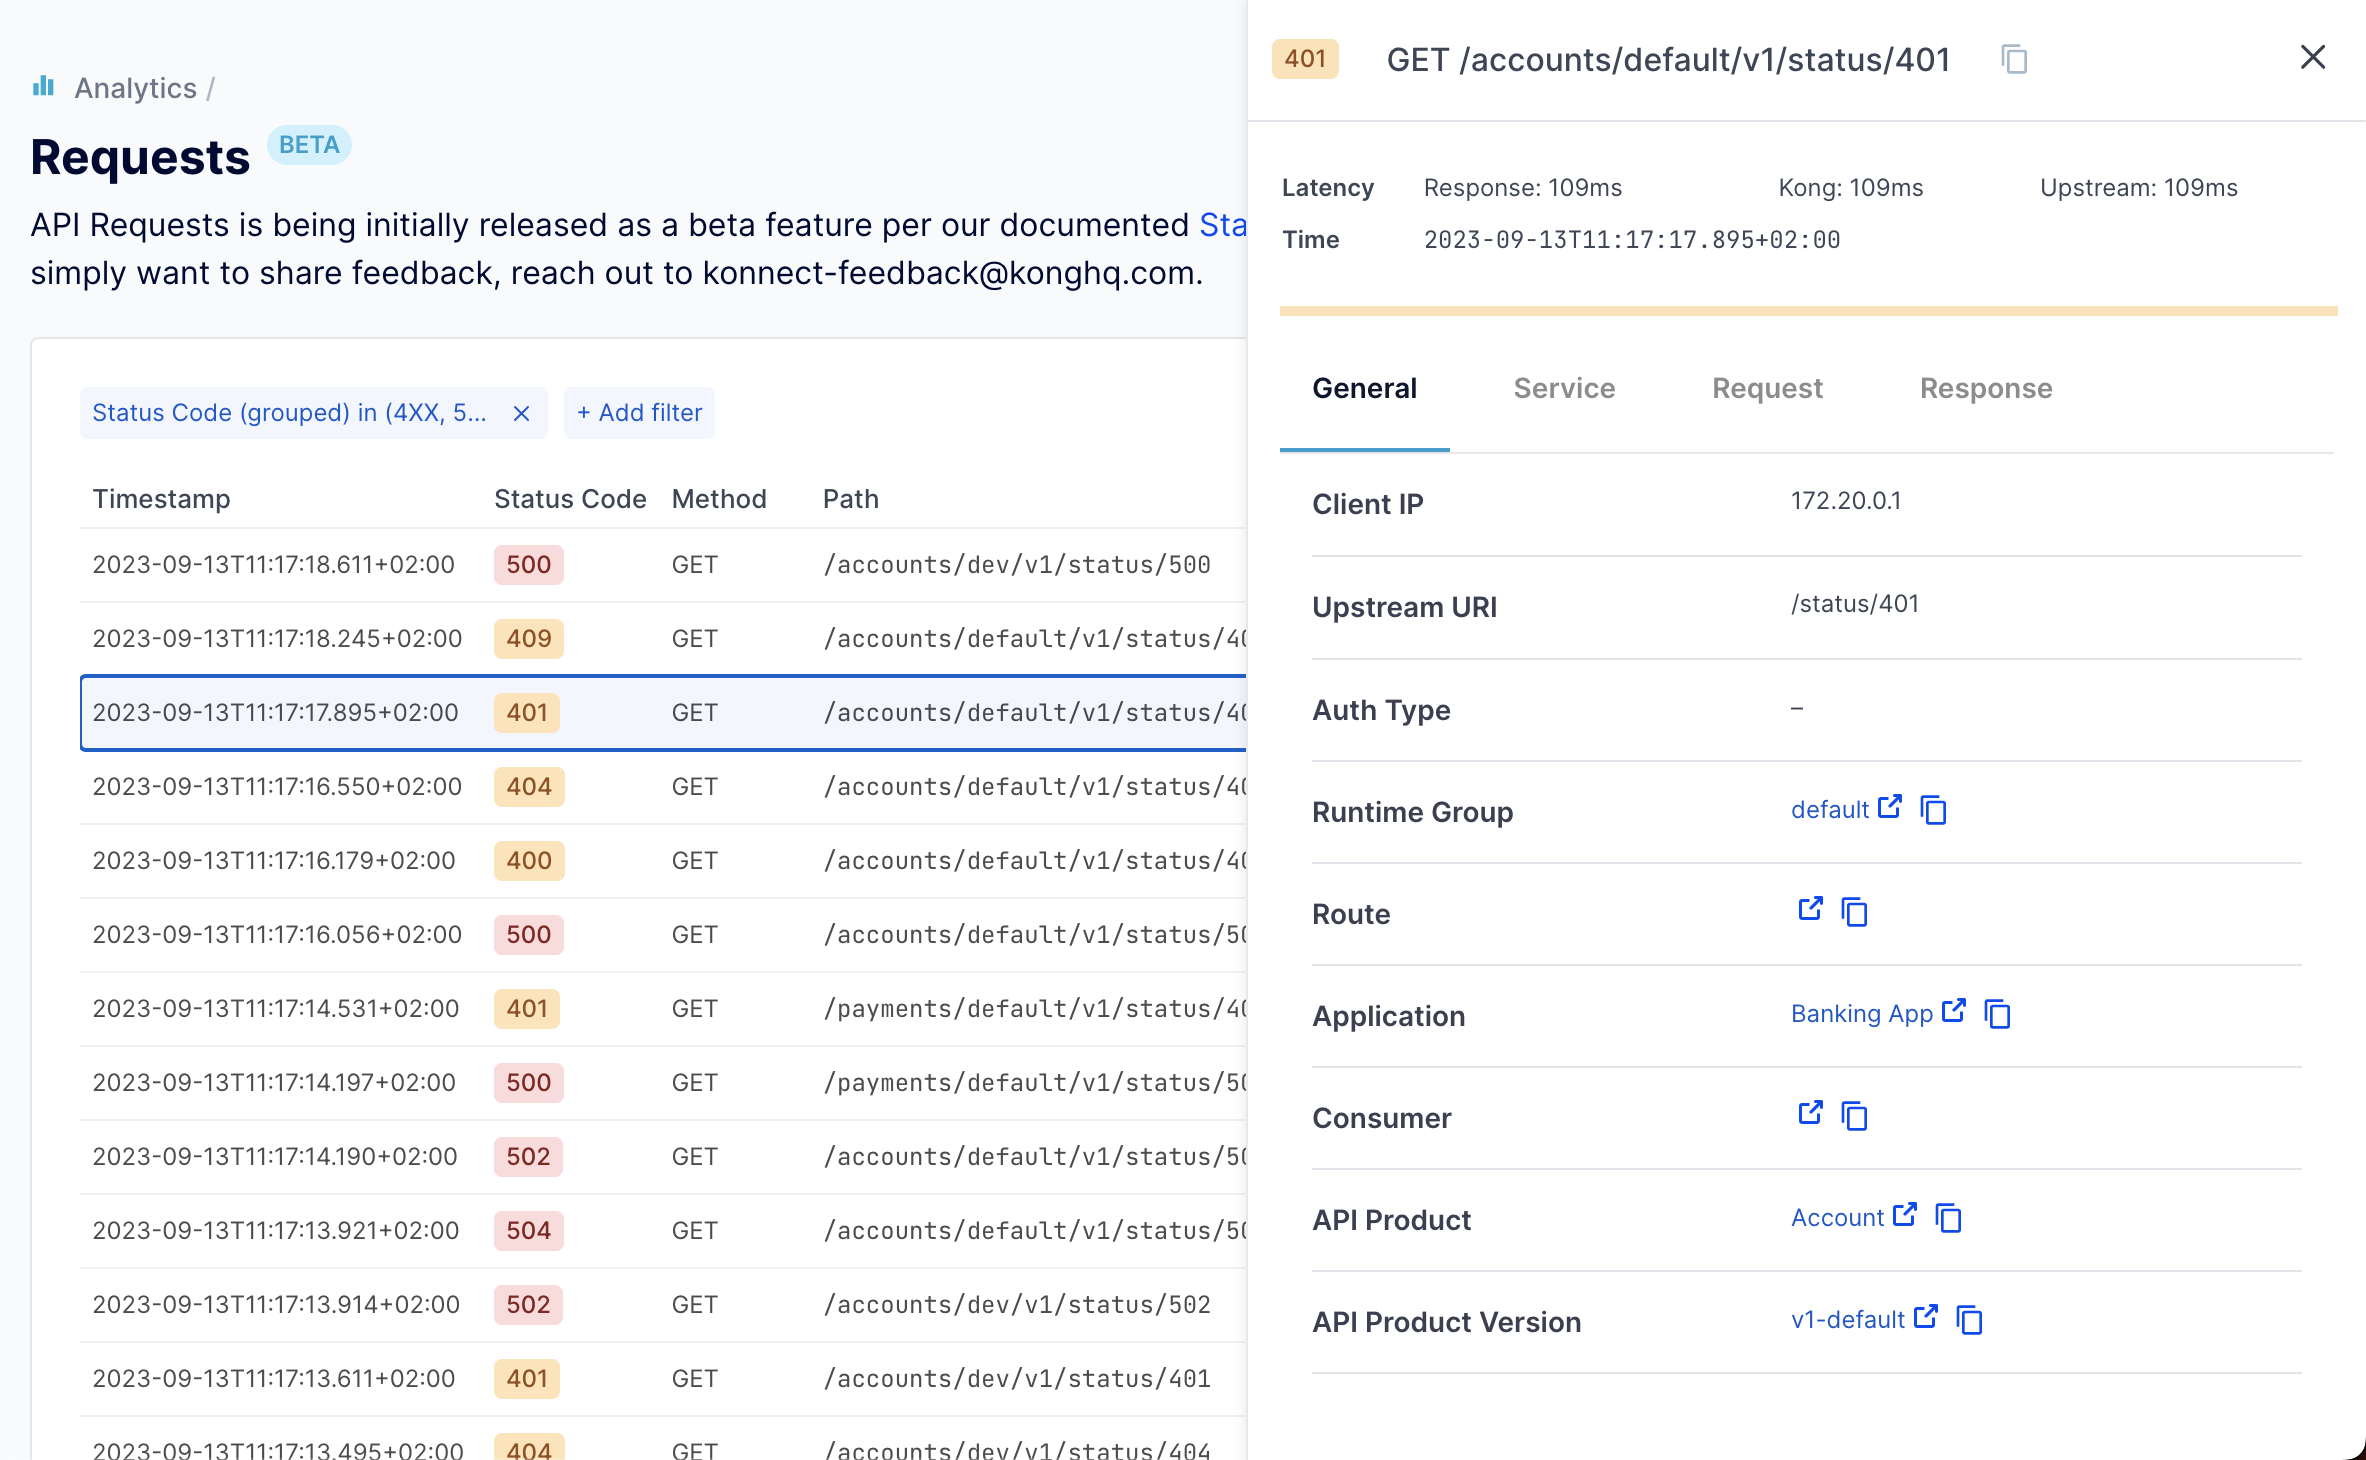 Analytics /
Requests BETA
API Requests is being initially released as a beta feature per our documented
simply want to share feedback, reach out to konnect-feedback@konghq.com.
Status Code (grouped) in (4XX, 5...
+ Add filter
Timestamp Status Code Method Path
2023-09-13T11:17:18.611+02:00 500 GET /accounts/dev/v1/status/500
2023-09-13T11:17:18.245+02:00 409 GET /accounts/default/v1/status/40
2023-09-13T11:17:17.895+02:00 401 GET /accounts/default/v1/status/40
2023-09-13T11:17:16.550+02:00 404 GET /accounts/default/v1/status/40
2023-09-13T11:17:16.179+02:00 400 GET /accounts/default/v1/status/40
2023-09-13T11:17:16.056+02:00 500 GET /accounts/default/v1/status/50
2023-09-13T11:17:14.531+02:00 401 GET /payments/default/v1/status/40
2023-09-13T11:17:14.197+02:00 500 GET /payments/default/v1/status/50
2023-09-13T11:17:14.190+02:00 502 GET /accounts/default/v1/status/50
2023-09-13T11:17:13.921+02:00 504 GET /accounts/default/v1/status/50
2023-09-13T11:17:13.914+02:00 502 GET /accounts/dev/v1/status/502
2023-09-13T11:17:13.611+02:00 401 GET /accounts/dev/v1/status/401
2023-09-13T11:17:13.495+02:00 404 GET /accounts/dev/v1/status/404
401 GET /accounts/default/v1/status/401
Latency Response: 109ms Kong: 109ms Upstream: 109ms
Time 2023-09-13T11:17:17.895+02:00
General Service Request Response
Client IP 172.20.0.1
Upstream URI /status/401
Auth Type –
Runtime Group default
Route
Application Banking App
Consumer
API Product Account
API Product Version v1-default